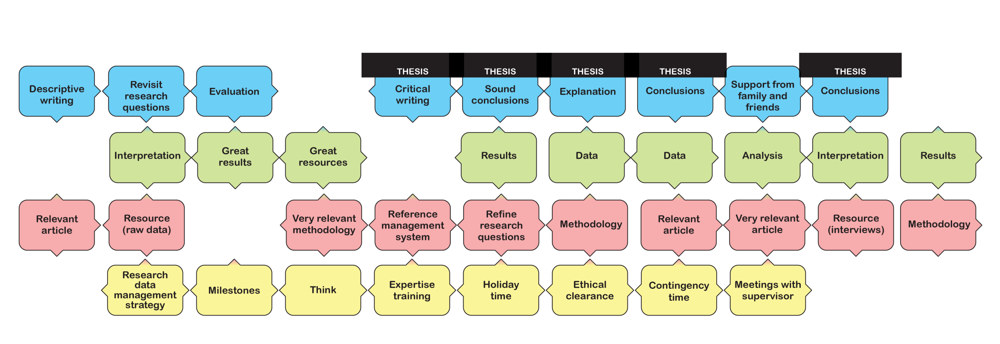 THESIS
THESIS
THESIS
THESIS
THESIS
Descriptive
writing
Revisit
research
questions
Evaluation
Critical
writing
Sound
conclusions
Explanation
Conclusions
Support from
family and
friends
Conclusions
Interpretation
Great
results
Great
resources
Results
Data
Data
Analysis
Interpretation
Results
Relevant
article
Resource
(raw data)
Very relevant
methodology
Reference
management
system
Refine
research
questions
Methodology
Relevant
article
Very relevant
article
Resource
(interviews)
Methodology
Research
data
management
strategy
Milestones
Think
Expertise
training
Holiday
time
Ethical
clearance
Contingency
time
Meetings with
supervisor